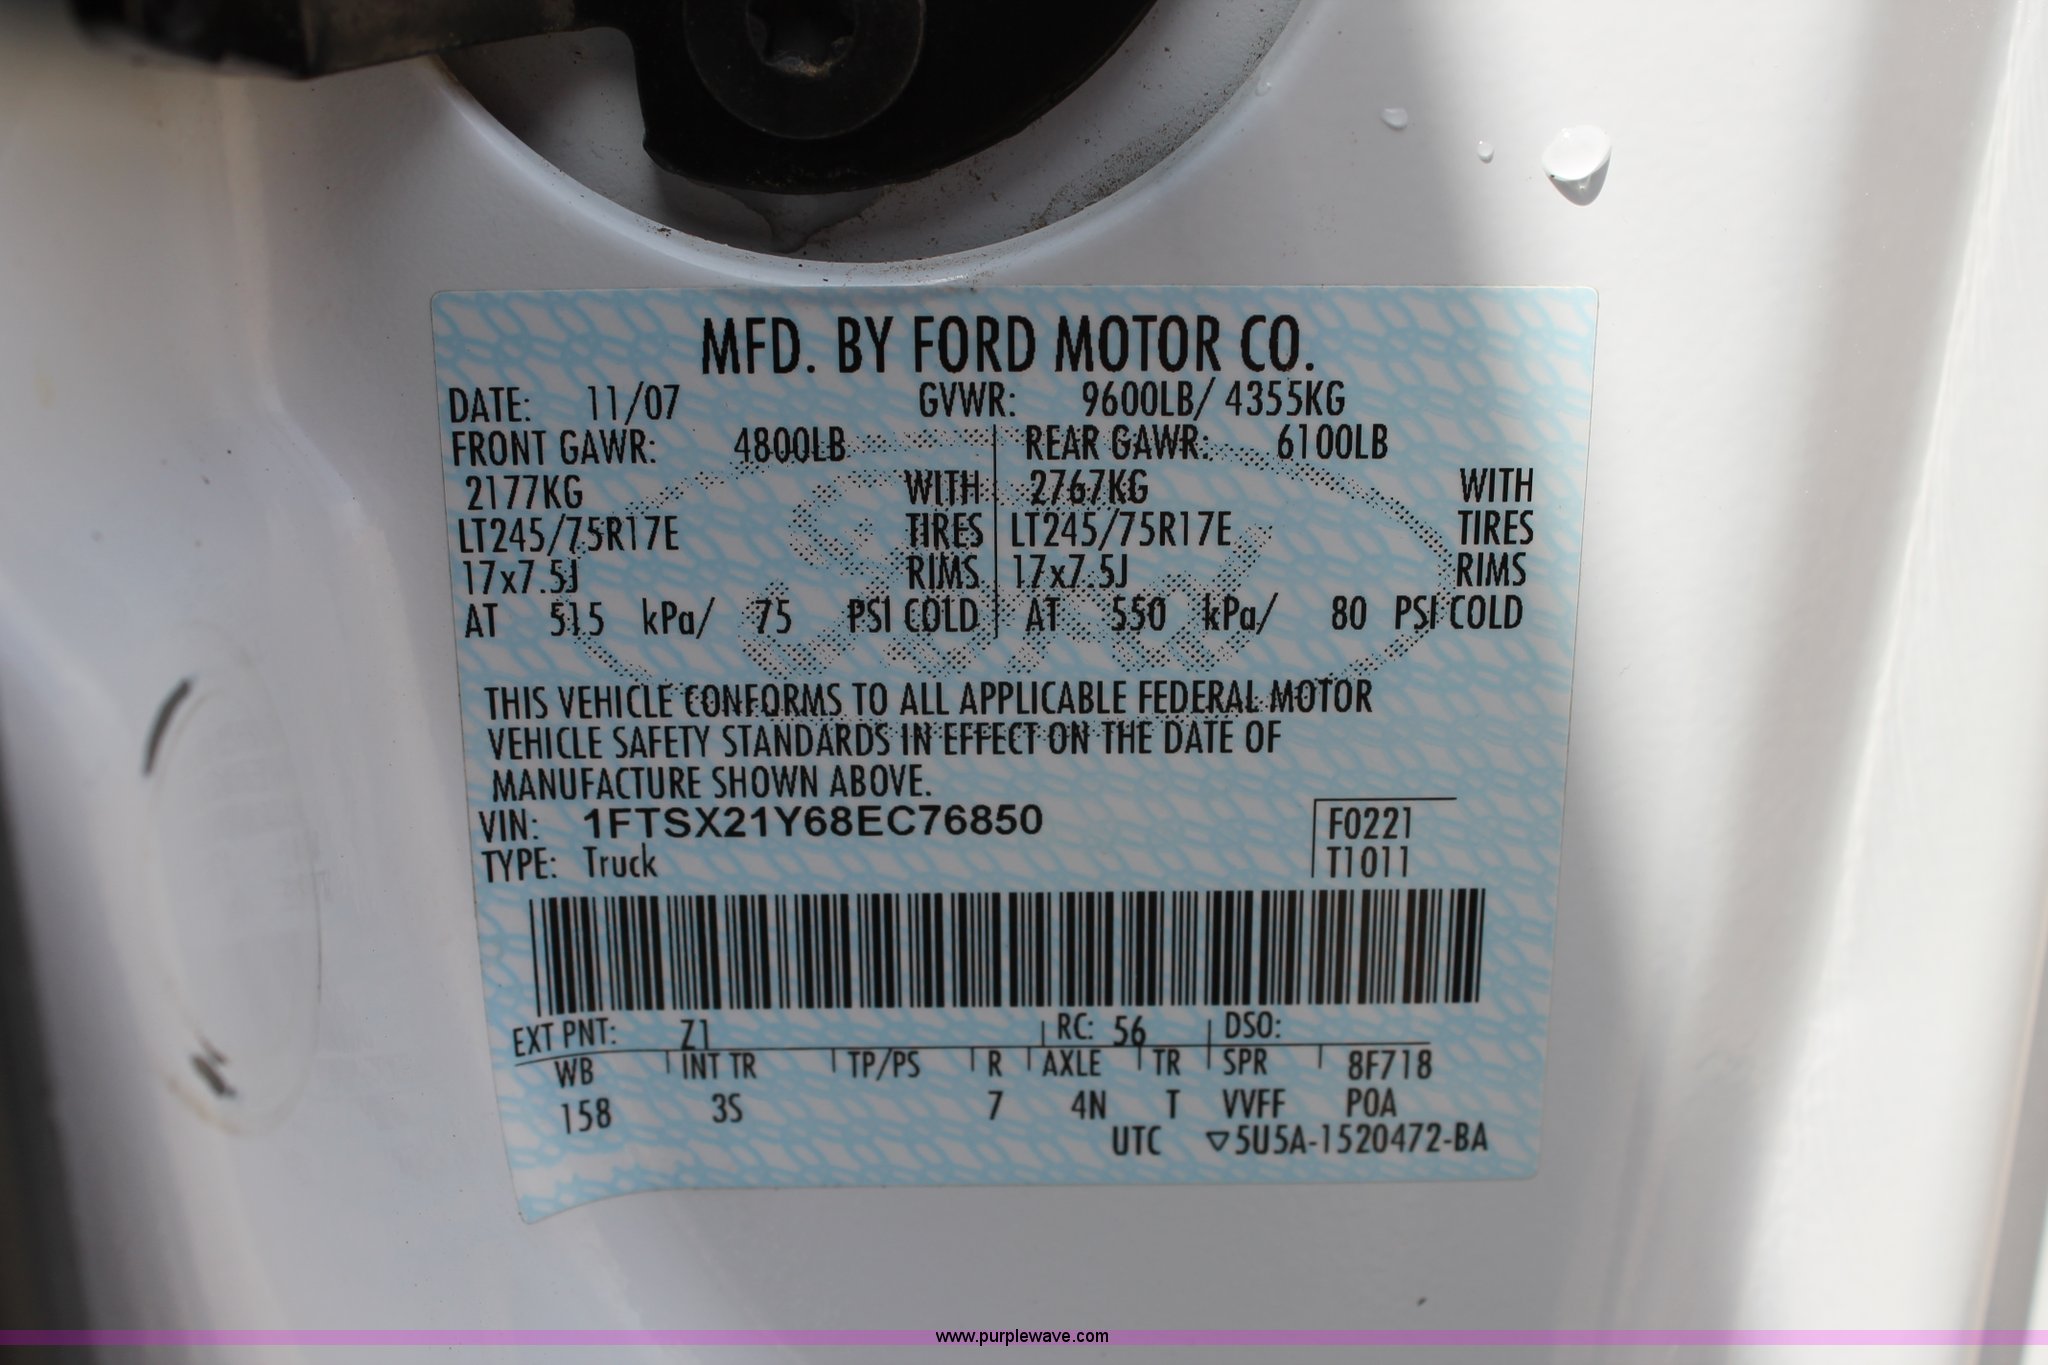 MFD. BY FORD MOTOR CO.
DATE: 11/07 GVWR: 9600LB/ 4355KG
FRONT GAWR: 4800LB REAR GAWR: 6100LB
2177KG WITH 2767KG WITH
LT245/75R17E TIRES LT245/75R17E TIRES
17x7.5J RIMS 17x7.5J RIMS
AT 515 kPa/ 75 PSI COLD AT 550 kPa/ 80 PSI COLD
THIS VEHICLE CONFORMS TO ALL APPLICABLE FEDERAL MOTOR
VEHICLE SAFETY STANDARDS IN EFFECT ON THE DATE OF
MANUFACTURE SHOWN ABOVE.
VIN: 1FTSX21Y68EC76850 F0221
TYPE: Truck T1011
EXT PNT: Z1 RC: 56 DSO:
WB INT TR TP/PS R AXLE TR SPR 8F718
158 3S 7 4N T VVFF POA
UTC ▽5U5A-1520472-BA
www.purplewave.com